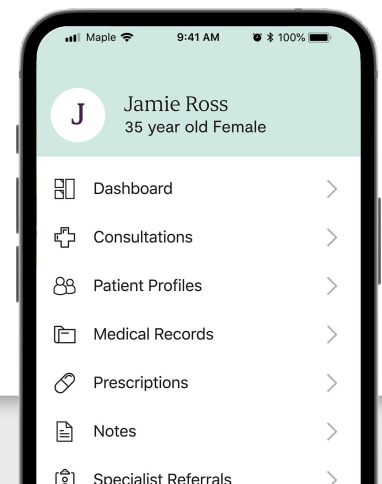 Maple 9:41 AM 100%
J
Jamie Ross
35 year old Female
Dashboard
Consultations
Patient Profiles
Medical Records
Prescriptions
Notes
Specialist Referrals